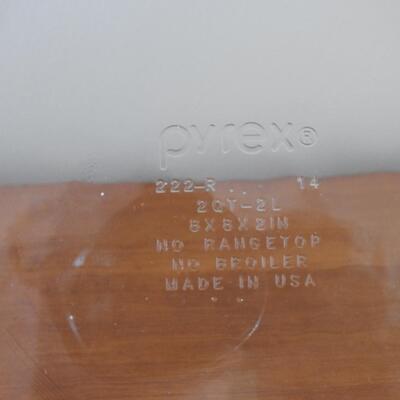 pyrex®
222-R .... 14
2QT-2L
8X8X2IN
NO RANGETOP
NO BROILER
MADE IN USA